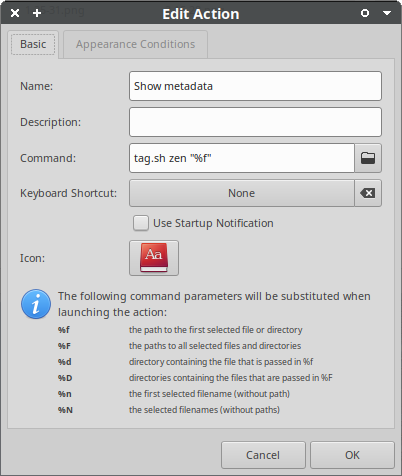 Edit Action
Basic
Appearance Conditions
Name:
Show metadata
Description:
Command:
tag.sh zen "%f"
Keyboard Shortcut:
None
Use Startup Notification
Icon:
Aa
The following command parameters will be substituted when
launching the action:
%f the path to the first selected file or directory
%F the paths to all selected files and directories
%d directory containing the file that is passed in %f
%D directories containing the files that are passed in %F
%n the first selected filename (without path)
%N the selected filenames (without paths)
Cancel
OK